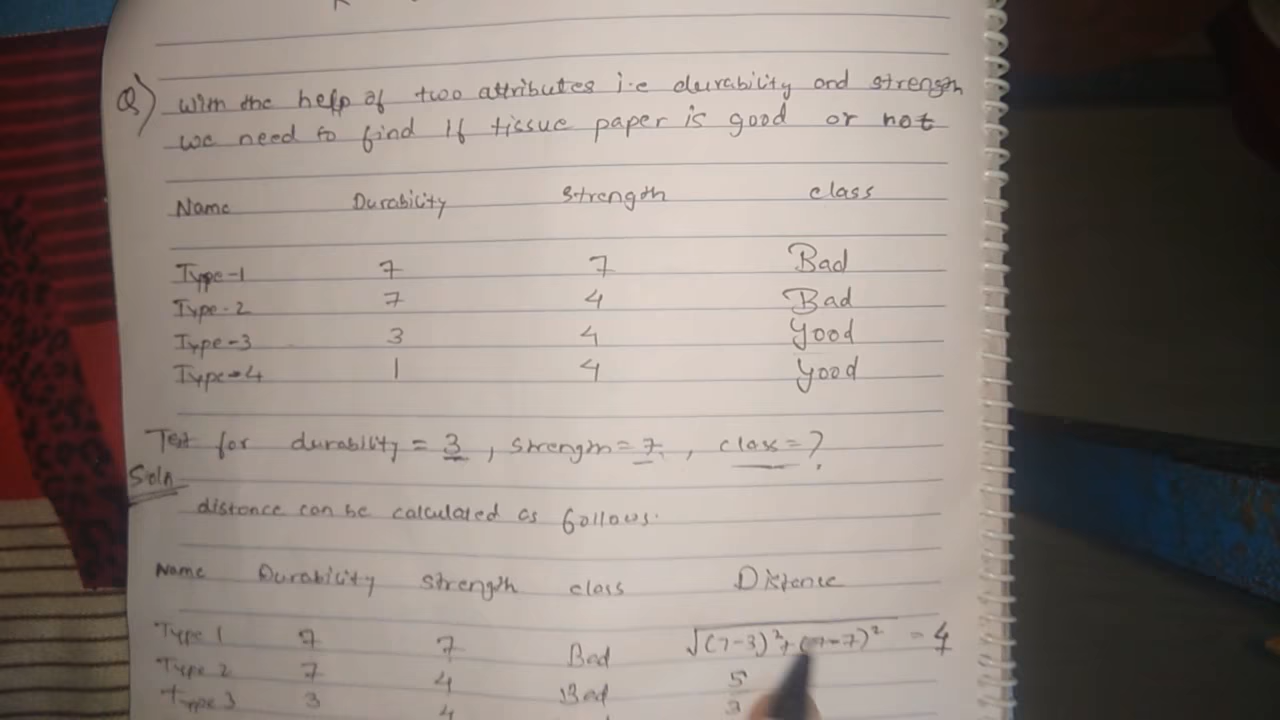 Q) With the help of two attributes i.e durability and strength
we need to find if tissue paper is good or not
Name Durability Strength class
Type-1 7 7 Bad
Type-2 7 4 Bad
Type-3 3 4 Good
Type-4 1 4 Good
Test for durability = 3, strength = 7, class = ?
Soln
distance can be calculated as follows.
Name Durability Strength class Distance
Type 1 7 7 Bad √(7-3)²+(7-7)² = 4
Type 2 7 4 Bad 5
Type 3 3 4 3